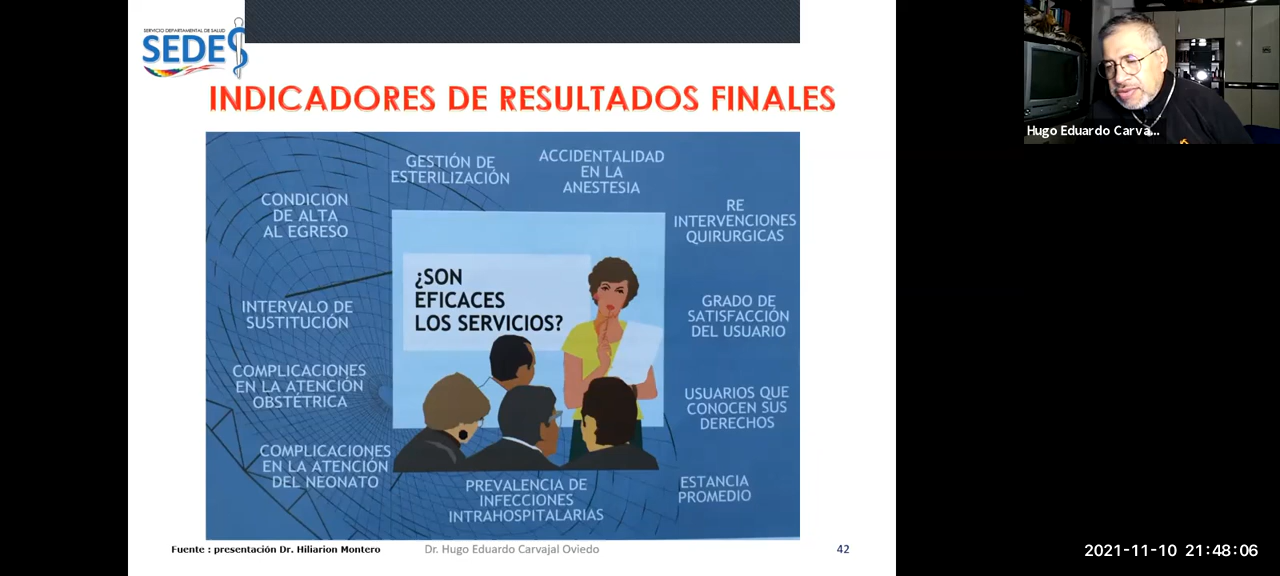 SERVICIO DEPARTAMENTAL DE SALUD
SEDES
INDICADORES DE RESULTADOS FINALES
GESTIÓN DE
ESTERILIZACIÓN
ACCIDENTALIDAD
EN LA
ANESTESIA
CONDICION
DE ALTA
AL EGRESO
RE
INTERVENCIONES
QUIRURGICAS
¿SON
EFICACES
LOS SERVICIOS?
INTERVALO DE
SUSTITUCIÓN
GRADO DE
SATISFACCIÓN
DEL USUARIO
COMPLICACIONES
EN LA ATENCIÓN
OBSTÉTRICA
USUARIOS QUE
CONOCEN SUS
DERECHOS
COMPLICACIONES
EN LA ATENCIÓN
DEL NEONATO
PREVALENCIA DE
INFECCIONES
INTRAHOSPITALARIAS
ESTANCIA
PROMEDIO
Fuente : presentación Dr. Hiliarion Montero
Dr. Hugo Eduardo Carvajal Oviedo
42
Hugo Eduardo Carva...
2021-11-10 21:48:06